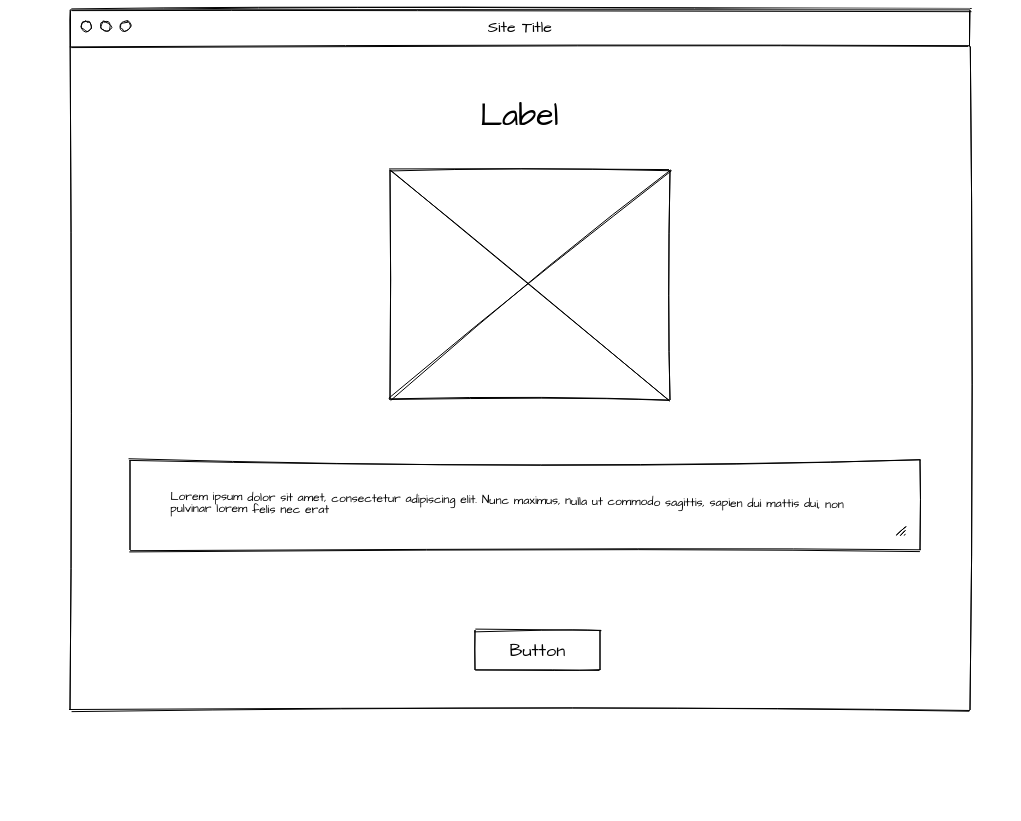 Site Title
Label
Lorem ipsum dolor sit amet, consectetur adipiscing elit. Nunc maximus, nulla ut commodo sagittis, sapien dui mattis dui, non
pulvinar lorem felis nec erat
Button